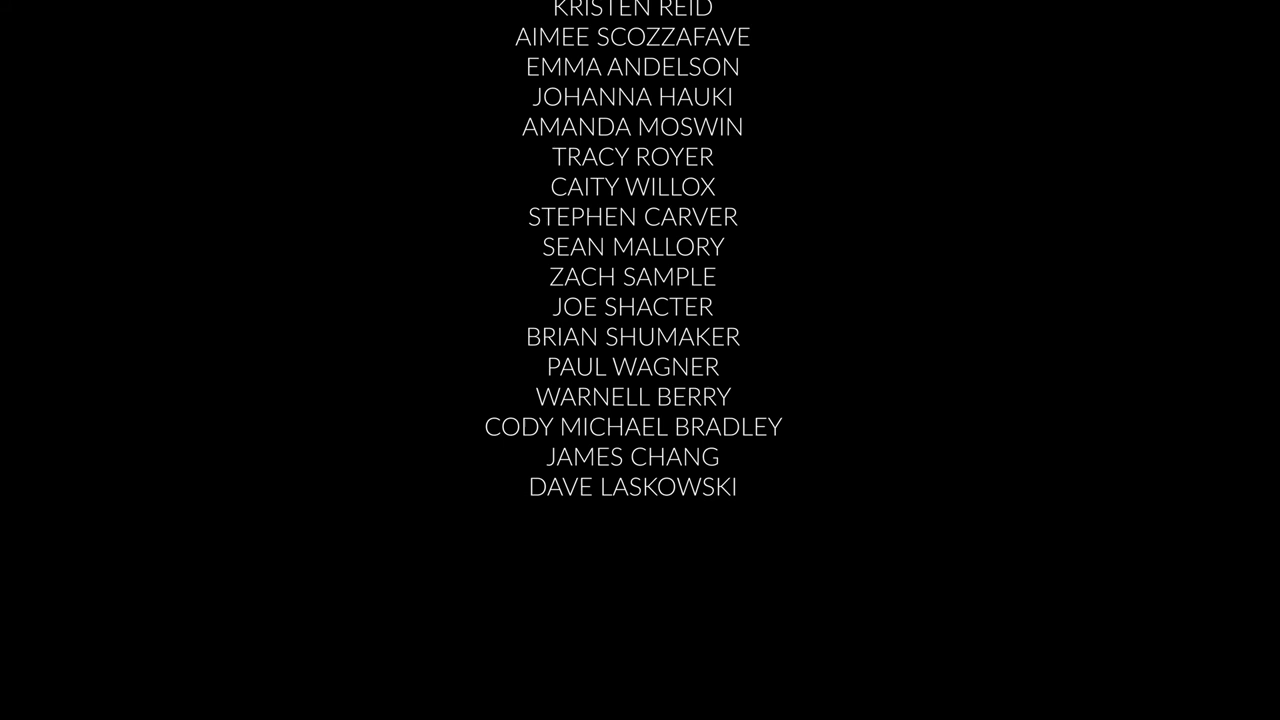 KRISTEN REID
AIMEE SCOZZAFAVE
EMMA ANDELSON
JOHANNA HAUKI
AMANDA MOSWIN
TRACY ROYER
CAITY WILLOX
STEPHEN CARVER
SEAN MALLORY
ZACH SAMPLE
JOE SHACTER
BRIAN SHUMAKER
PAUL WAGNER
WARNELL BERRY
CODY MICHAEL BRADLEY
JAMES CHANG
DAVE LASKOWSKI